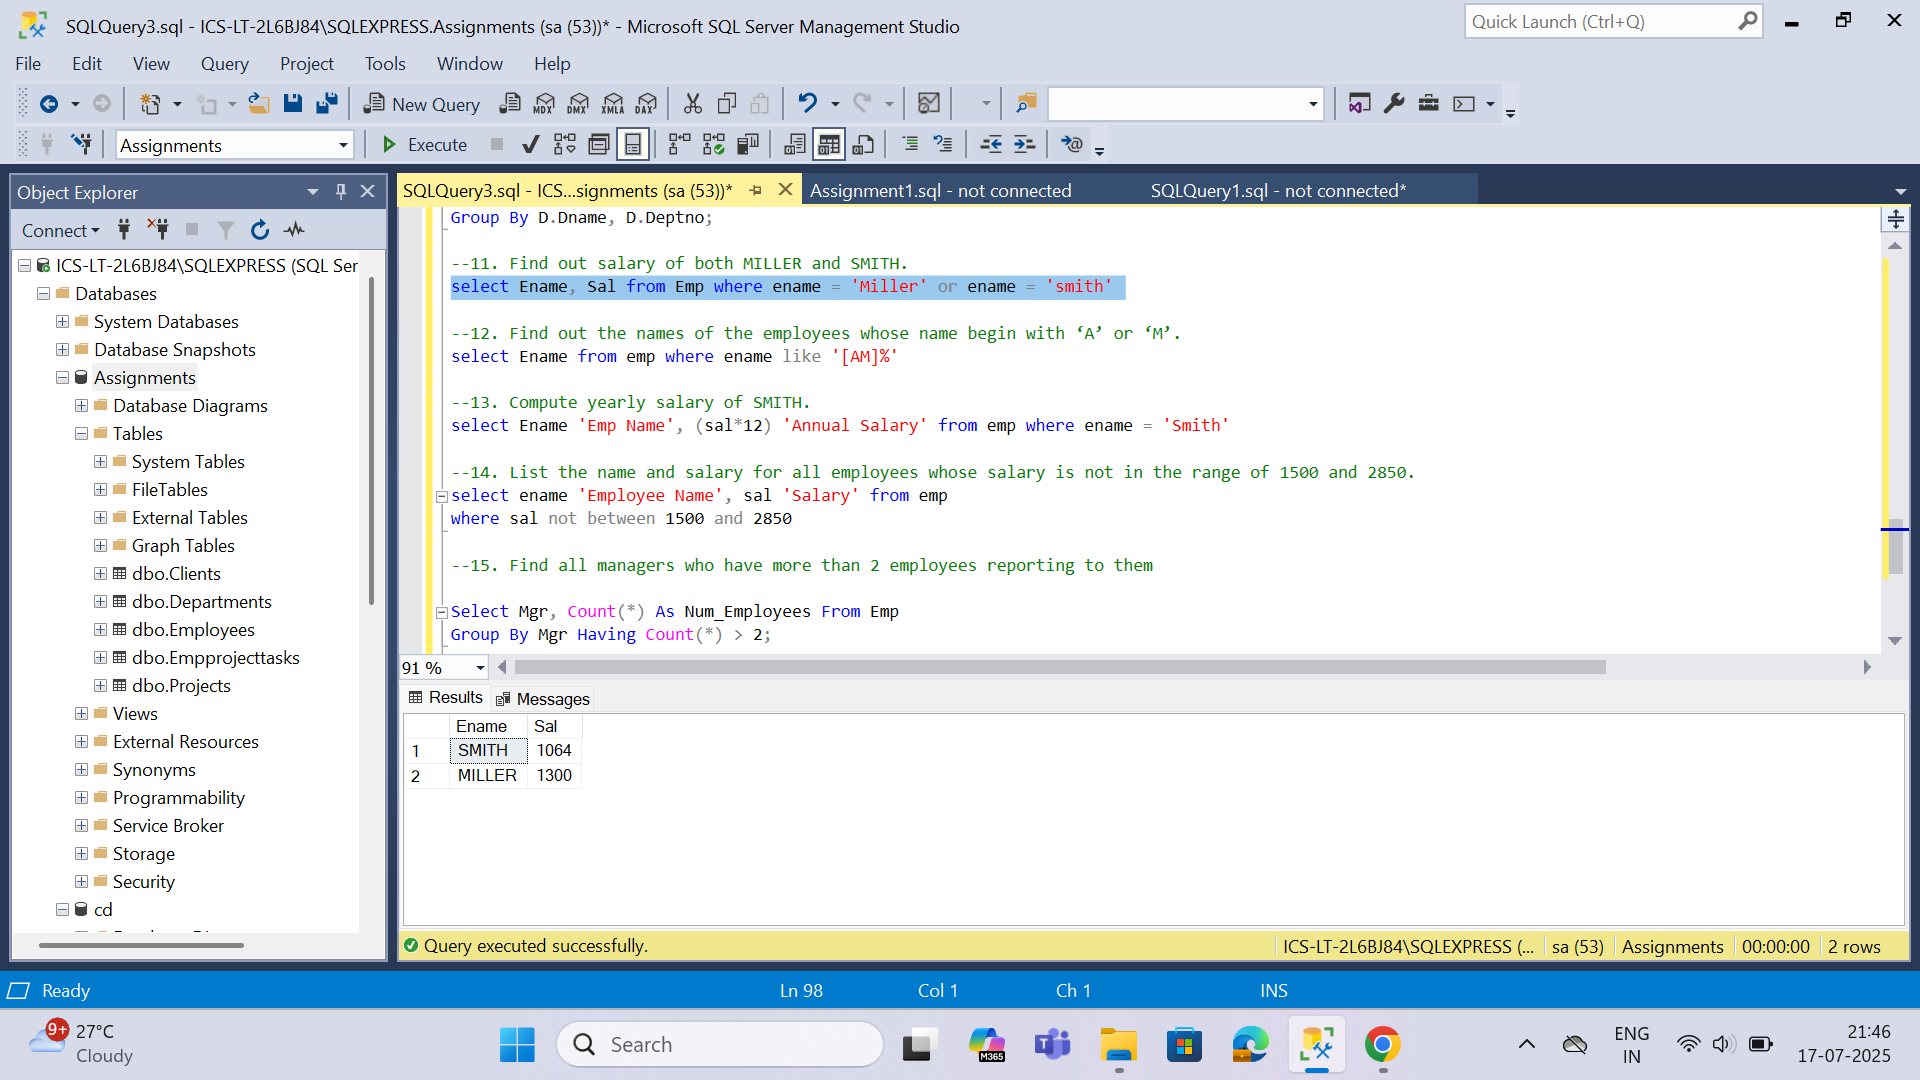 SQLQuery3.sql - ICS-LT-2L6BJ84\SQLEXPRESS.Assignments (sa (53))* - Microsoft SQL Server Management Studio
Quick Launch (Ctrl+Q)
File Edit View Query Project Tools Window Help
New Query MDX DMX XMLA DAX
Assignments Execute
Object Explorer
SQLQuery3.sql - ICS...signments (sa (53))* Assignment1.sql - not connected SQLQuery1.sql - not connected*
Connect
ICS-LT-2L6BJ84\SQLEXPRESS (SQL Ser
Databases
System Databases
Database Snapshots
Assignments
Database Diagrams
Tables
System Tables
FileTables
External Tables
Graph Tables
dbo.Clients
dbo.Departments
dbo.Employees
dbo.Empprojecttasks
dbo.Projects
Views
External Resources
Synonyms
Programmability
Service Broker
Storage
Security
cd
Group By D.Dname, D.Deptno;
--11. Find out salary of both MILLER and SMITH.
select Ename, Sal from Emp where ename = 'Miller' or ename = 'smith'
--12. Find out the names of the employees whose name begin with ‘A’ or ‘M’.
select Ename from emp where ename like '[AM]%'
--13. Compute yearly salary of SMITH.
select Ename 'Emp Name', (sal*12) 'Annual Salary' from emp where ename = 'Smith'
--14. List the name and salary for all employees whose salary is not in the range of 1500 and 2850.
select ename 'Employee Name', sal 'Salary' from emp
where sal not between 1500 and 2850
--15. Find all managers who have more than 2 employees reporting to them
Select Mgr, Count(*) As Num_Employees From Emp
Group By Mgr Having Count(*) > 2;
91 %
Results Messages
Ename Sal
1 SMITH 1064
2 MILLER 1300
Query executed successfully. ICS-LT-2L6BJ84\SQLEXPRESS (... sa (53) Assignments 00:00:00 2 rows
Ready Ln 98 Col 1 Ch 1 INS
9+ 27°C
Cloudy
Search
M365
ENG
IN
21:46
17-07-2025